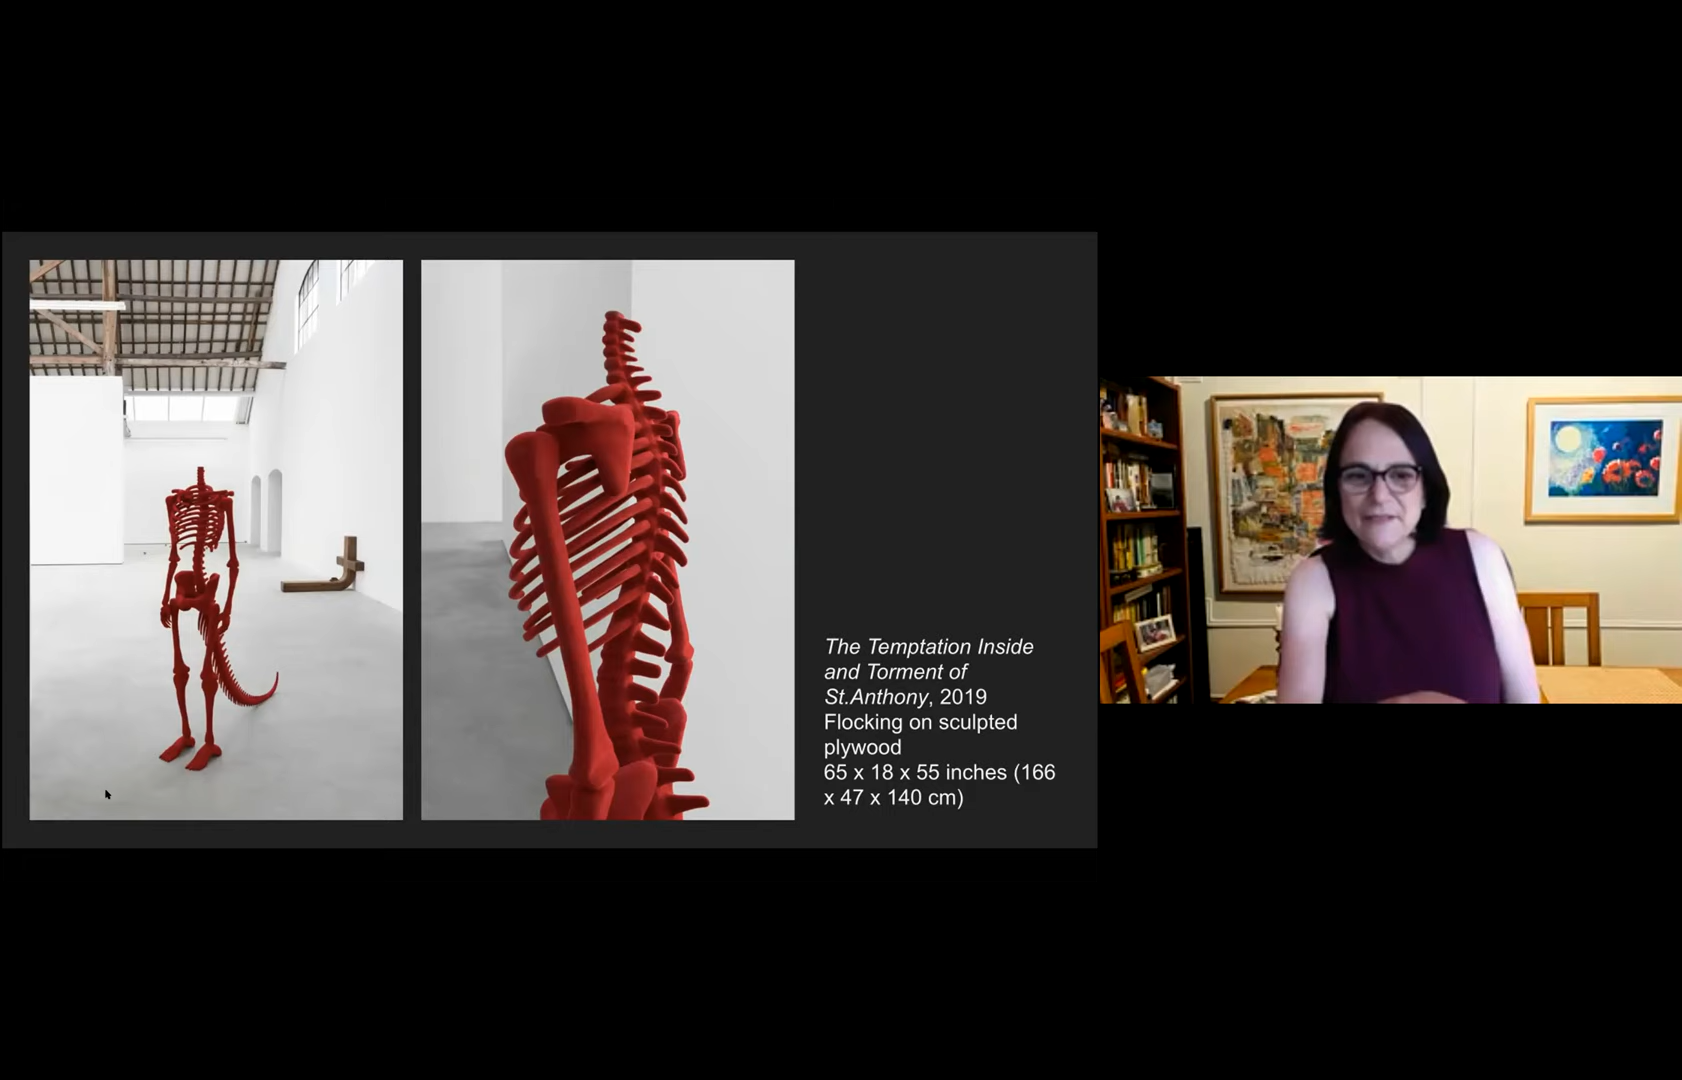 The Temptation Inside
and Torment of
St.Anthony, 2019
Flocking on sculpted
plywood
65 x 18 x 55 inches (166
x 47 x 140 cm)